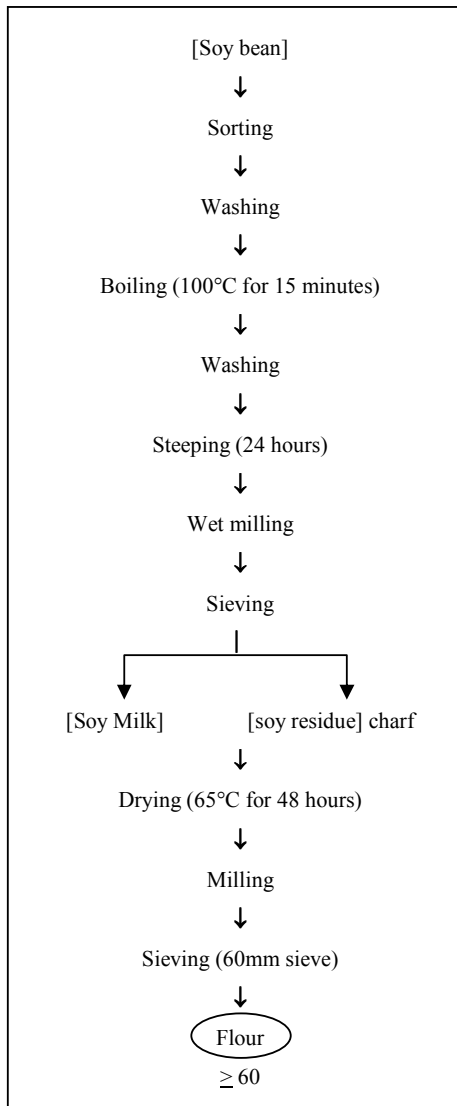 [Soy bean]
↓
Sorting
↓
Washing
↓
Boiling (100°C for 15 minutes)
↓
Washing
↓
Steeping (24 hours)
↓
Wet milling
↓
Sieving
[Soy Milk] [soy residue] charf
↓
Drying (65°C for 48 hours)
↓
Milling
↓
Sieving (60mm sieve)
↓
Flour
≥ 60